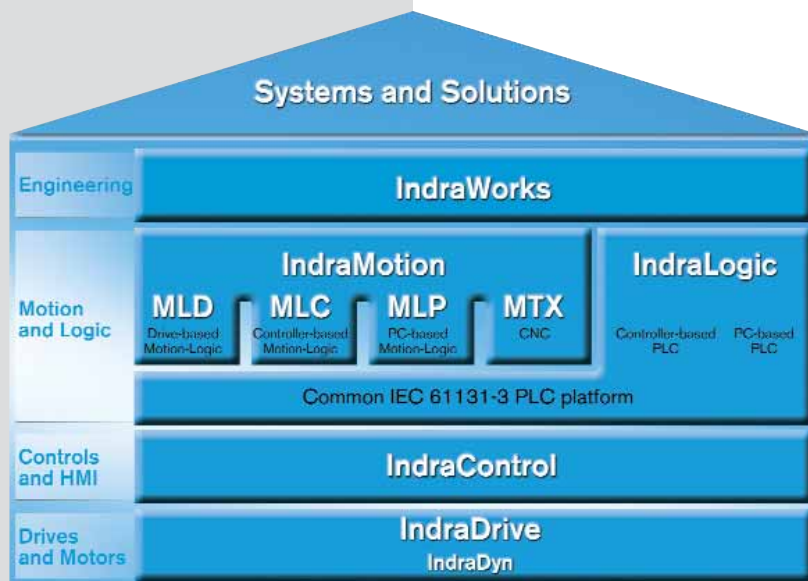 Systems and Solutions
Engineering
IndraWorks
Motion
and Logic
IndraMotion
MLD
Drive-based
Motion-Logic
MLC
Controller-based
Motion-Logic
MLP
PC-based
Motion-Logic
MTX
CNC
IndraLogic
Controller-based
PLC
PC-based
PLC
Common IEC 61131-3 PLC platform
Controls
and HMI
IndraControl
Drives
and Motors
IndraDrive
IndraDyn